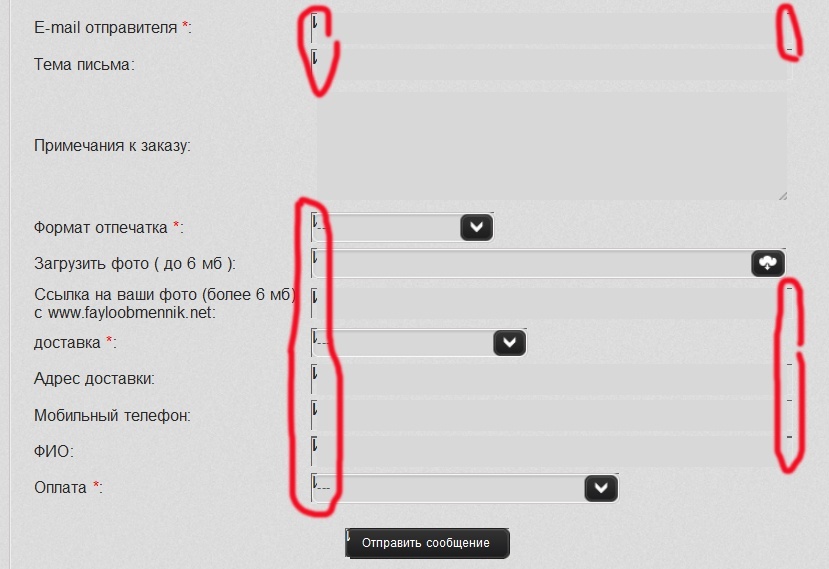 E-mail отправителя *:
Тема письма:
Примечания к заказу:
Формат отпечатка *:
---
Загрузить фото ( до 6 мб ):
Ссылка на ваши фото (более 6 мб)
с www.fayloobmennik.net:
доставка *:
---
Адрес доставки:
Мобильный телефон:
ФИО:
Оплата *:
---
Отправить сообщение